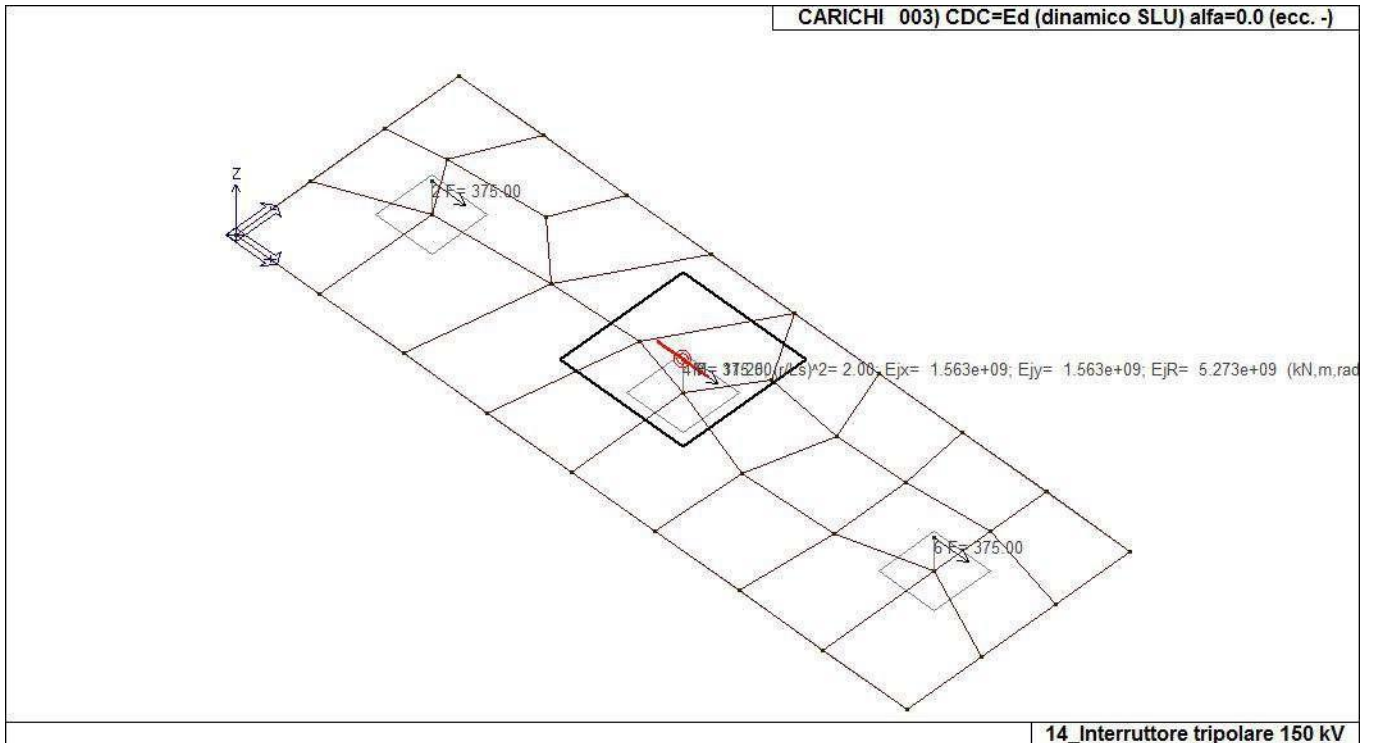 CARICHI 003) CDC=Ed (dinamico SLU) alfa=0.0 (ecc. -)
Z
2 F= 375.00
(r/Ls)^2= 2.00; Ejx= 1.563e+09; Ejy= 1.563e+09; EjR= 5.273e+09 (kN,m,rad
6 F= 375.00
14_Interruttore tripolare 150 kV